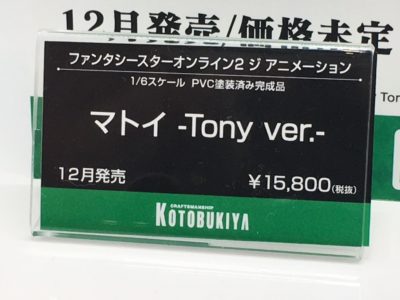 12月発売/価格未定
ファンタシースターオンライン2 ジ アニメーション
1/6スケール PVC塗装済み完成品
マトイ -Tony ver.-
12月発売 ¥15,800(税抜)
CRAFTSMANSHIP
KOTOBUKIYA